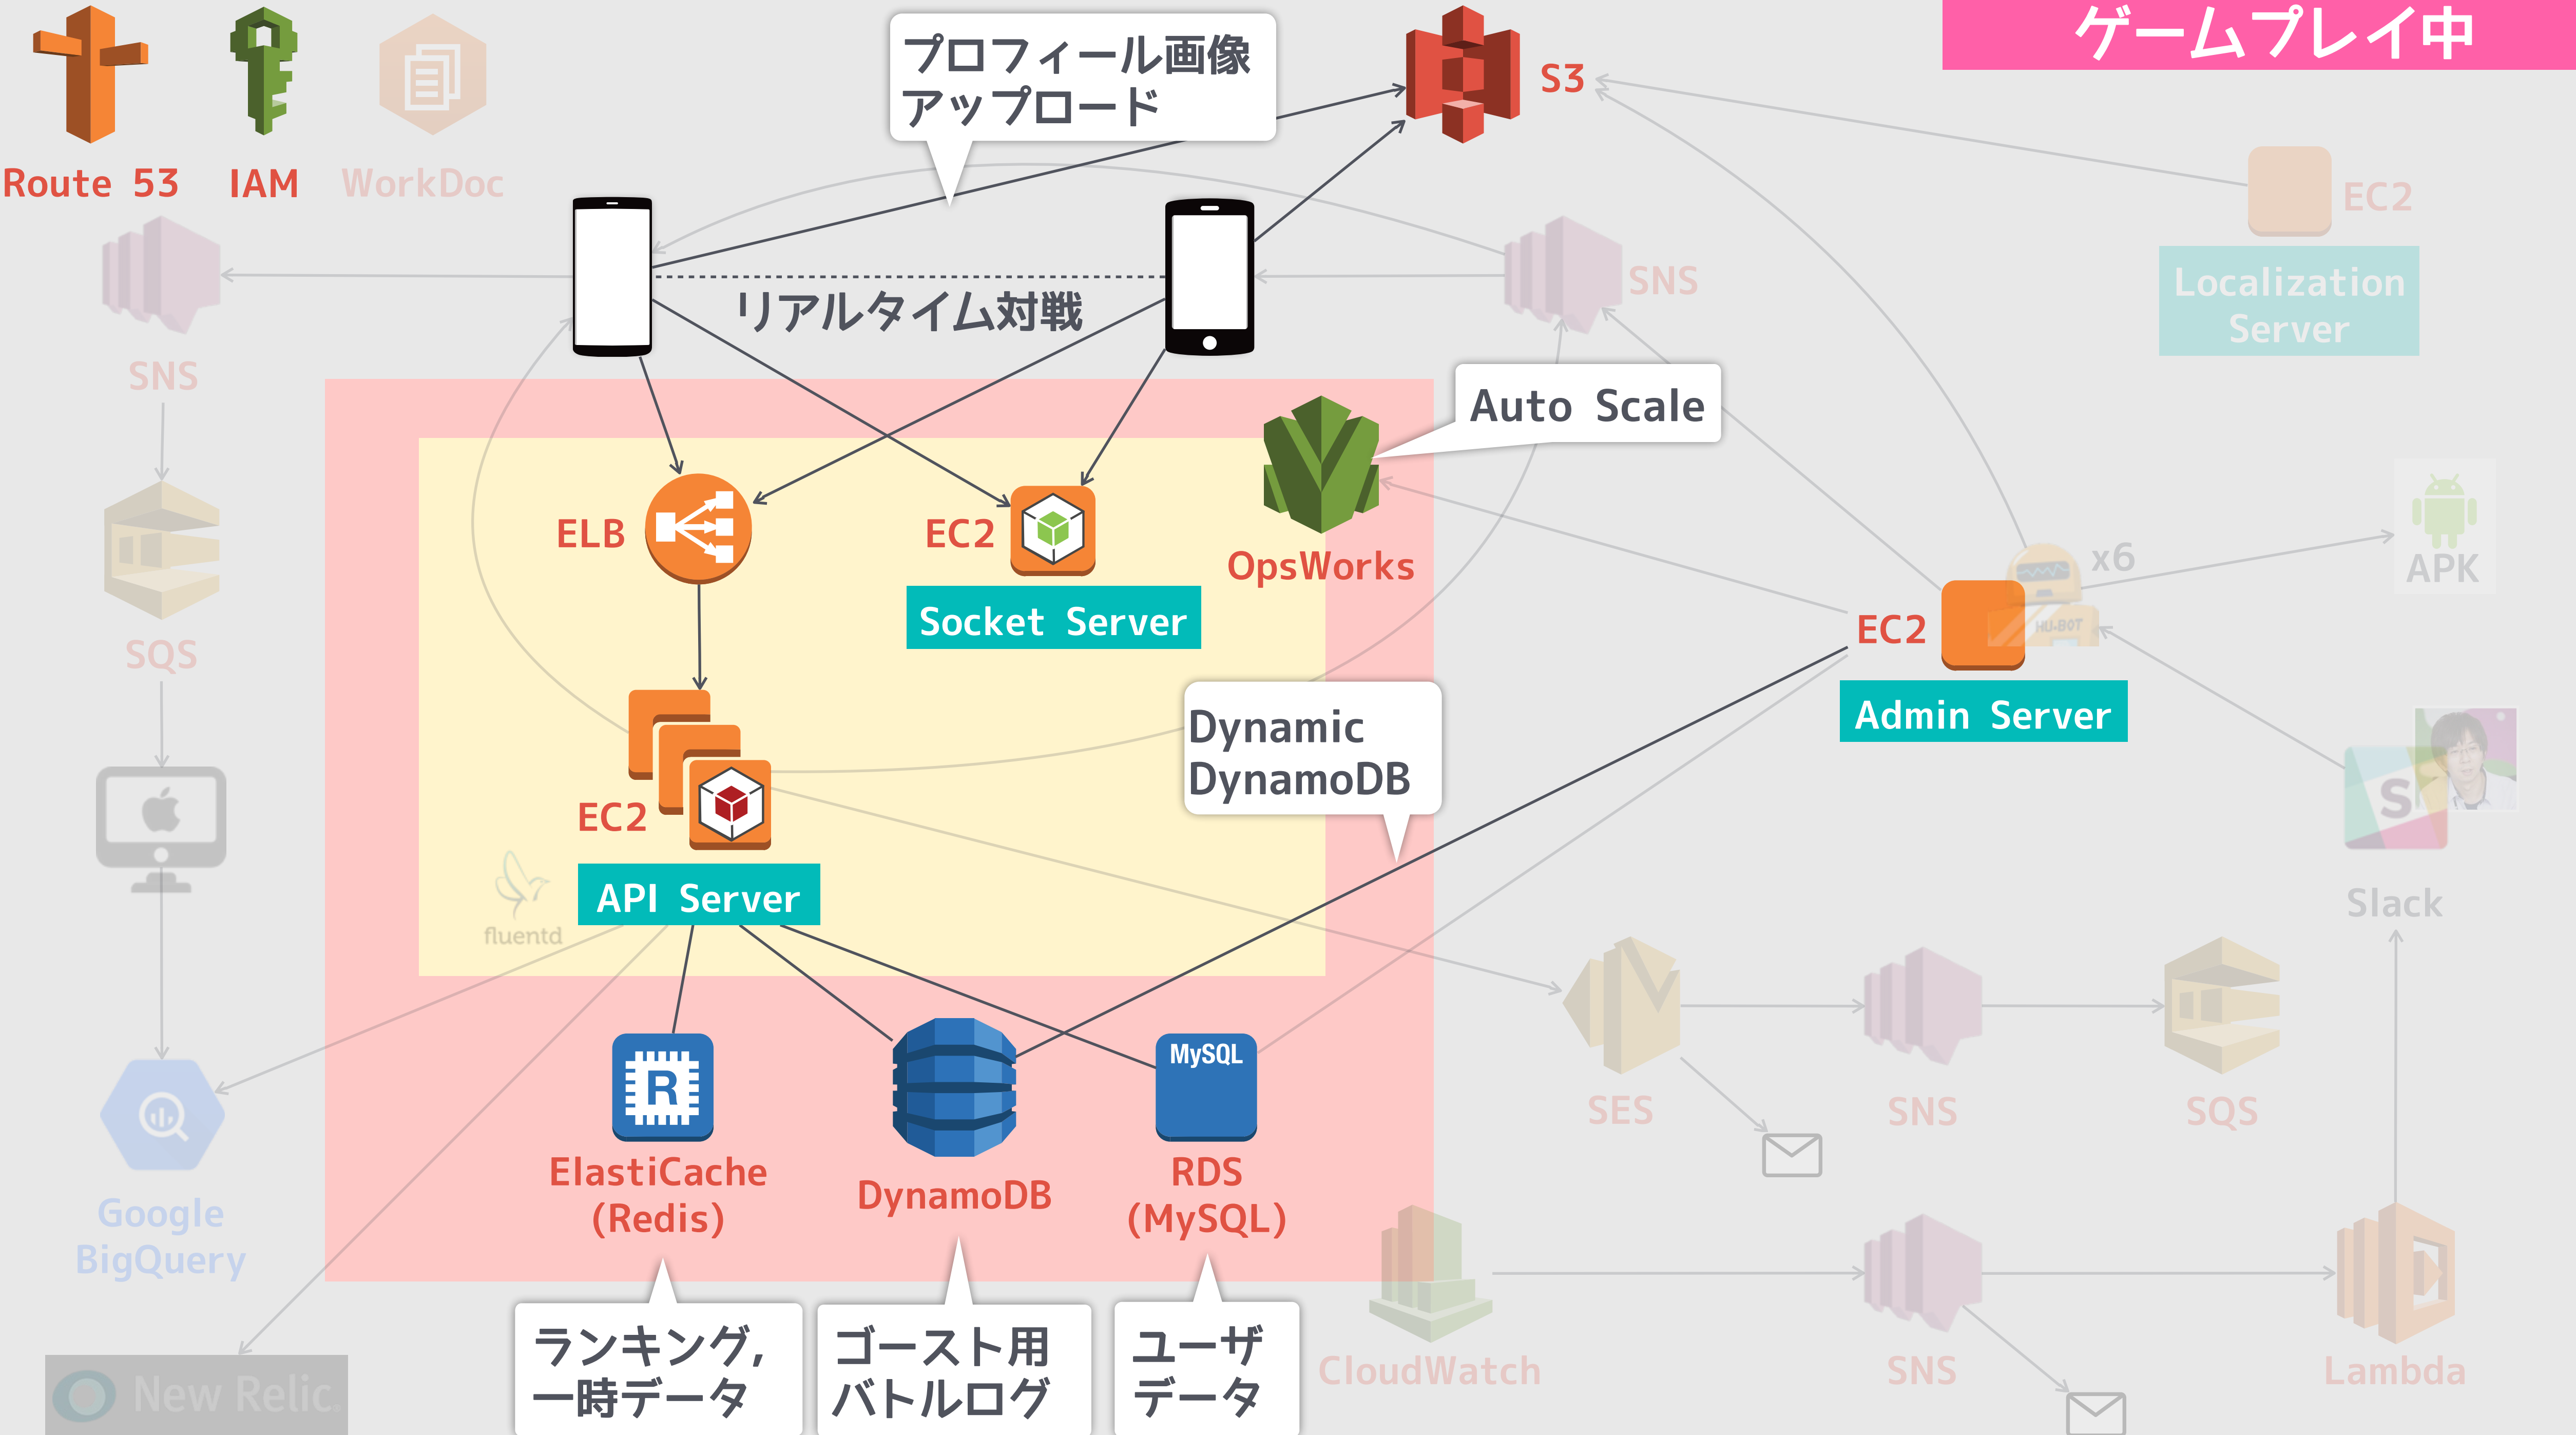 ゲームプレイ中
プロフィール画像
アップロード
S3
Route 53
IAM
WorkDoc
EC2
Localization
Server
SNS
SNS
リアルタイム対戦
Auto Scale
ELB
EC2
Socket Server
OpsWorks
SQS
x6
APK
HU-BOT
EC2
Admin Server
Dynamic
DynamoDB
EC2
API Server
fluentd
S
Slack
MySQL
R
ElastiCache
(Redis)
DynamoDB
RDS
(MySQL)
SES
SNS
SQS
Google
BigQuery
ランキング,
一時データ
ゴースト用
バトルログ
ユーザ
データ
CloudWatch
SNS
Lambda
New Relic.